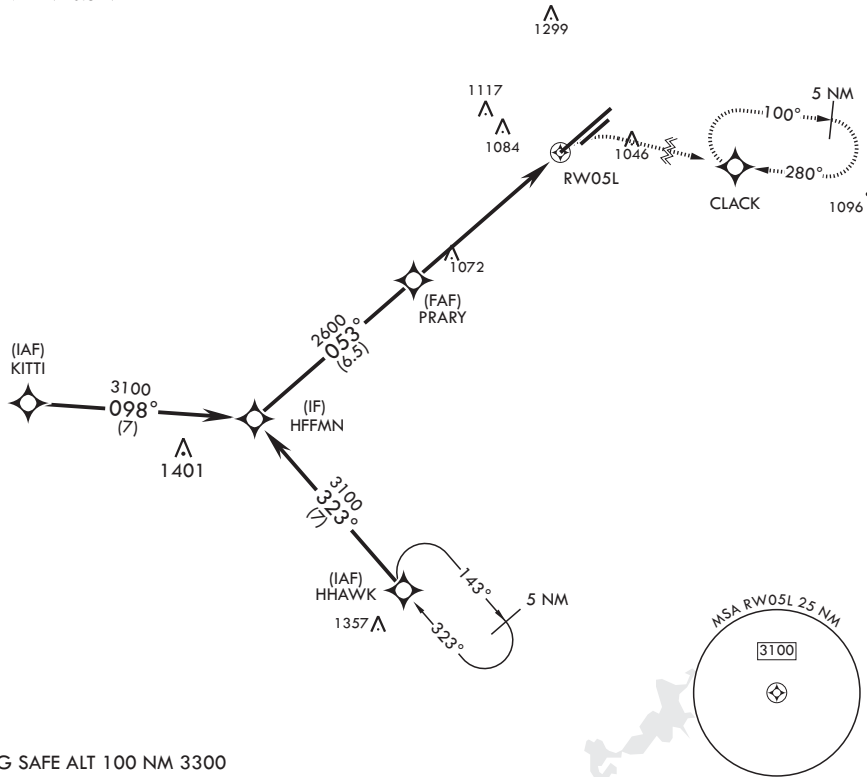 1299
1117
1084
1046
5 NM
100°
280°
RW05L
CLACK
1096
1072
(FAF)
PRARY
2600
053°
(6.5)
(IAF)
KITTI
3100
098°
(7)
(IF)
HFFMN
1401
3100
323°
(7)
(IAF)
HHAWK
143°
323°
5 NM
1357
MSA RW05L 25 NM
3100
SAFE ALT 100 NM 3300